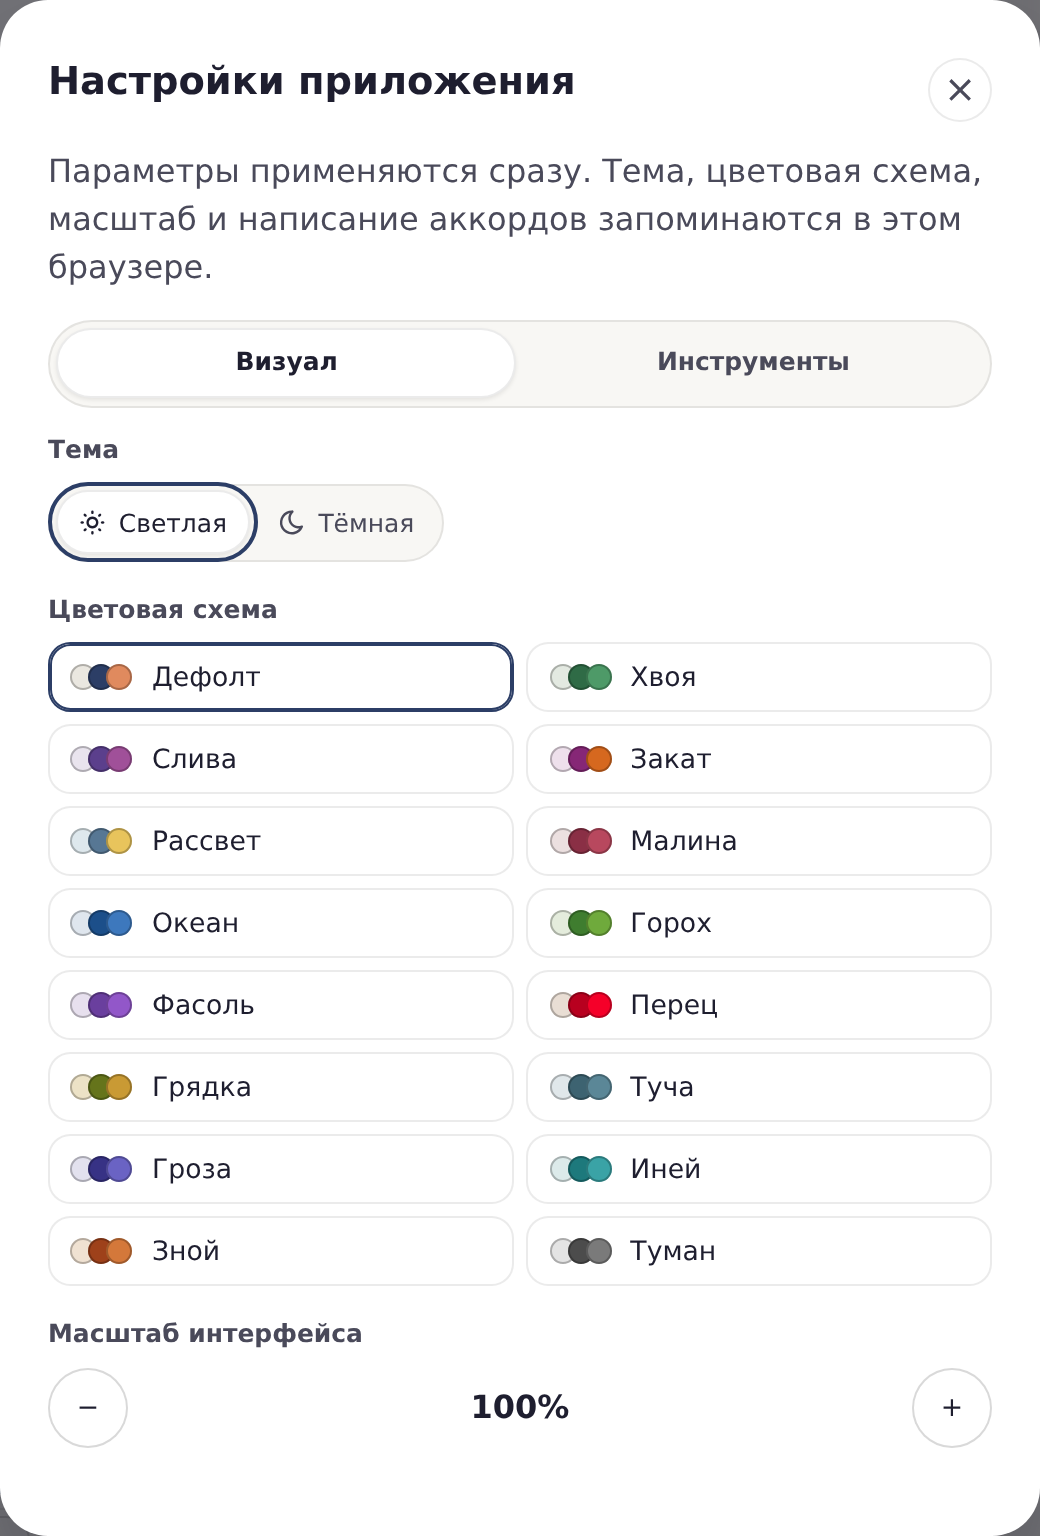 Настройки приложения
Параметры применяются сразу. Тема, цветовая схема,
масштаб и написание аккордов запоминаются в этом
браузере.
Визуал
Инструменты
Тема
Светлая
Тёмная
Цветовая схема
Дефолт
Хвоя
Слива
Закат
Рассвет
Малина
Океан
Горох
Фасоль
Перец
Грядка
Туча
Гроза
Иней
Зной
Туман
Масштаб интерфейса
−
100%
+